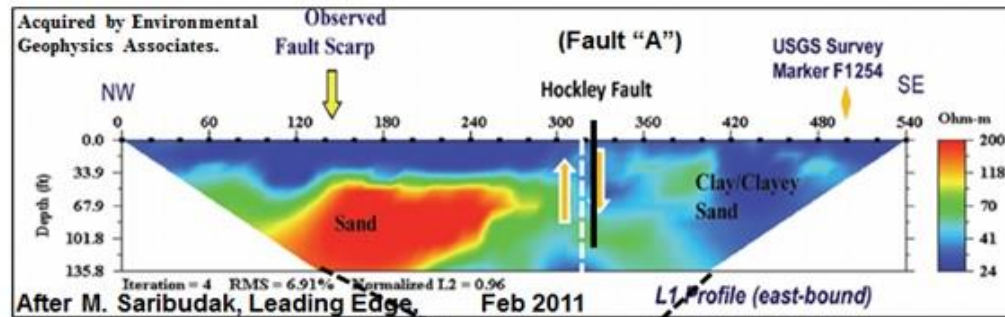 Acquired by Environmental
Geophysics Associates.
Observed
Fault Scarp
(Fault "A")
Hockley Fault
USGS Survey
Marker F1254
NW
SE
0 60 120 180 240 300 360 420 480 540
Ohm-m
Depth (ft)
0.0
33.9
67.9
101.8
135.8
Sand
Clay/Clayey
Sand
200
118
70
41
24
Iteration = 4 RMS = 6.91% Normalized L2 = 0.96
After M. Saribudak, Leading Edge, Feb 2011
L1 Profile (east-bound)